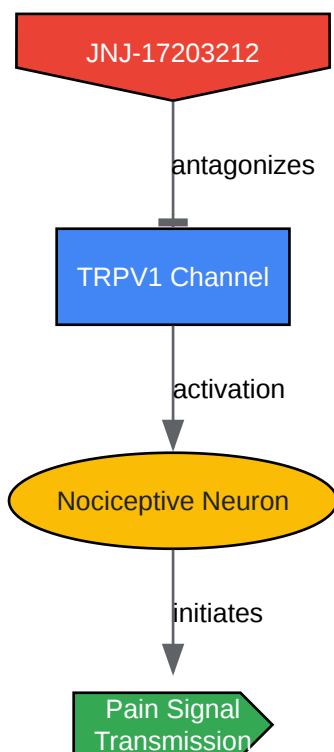 JNJ-17203212
antagonizes
TRPV1 Channel
activation
Nociceptive Neuron
initiates
Pain Signal
Transmission